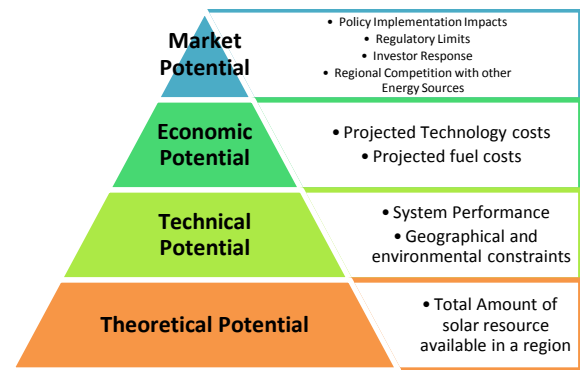 Market
Potential
• Policy Implementation Impacts
• Regulatory Limits
• Investor Response
• Regional Competition with other
Energy Sources
Economic
Potential
• Projected Technology costs
• Projected fuel costs
Technical
Potential
• System Performance
• Geographical and
environmental constraints
Theoretical Potential
• Total Amount of
solar resource
available in a region